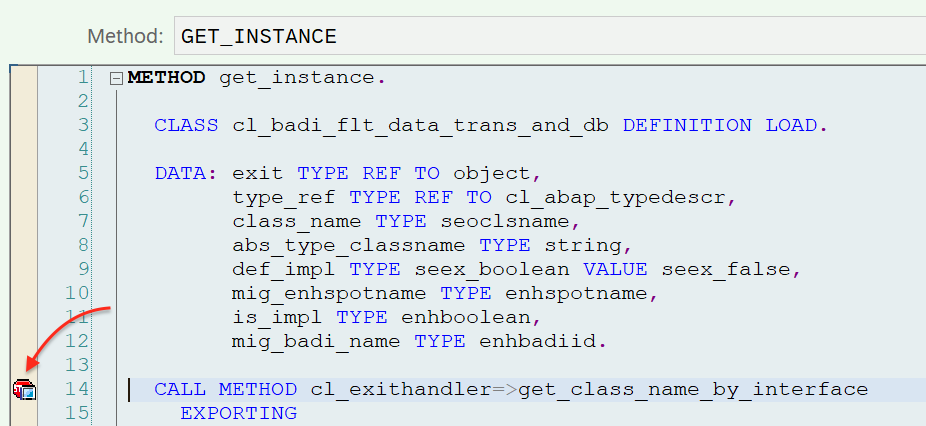 Method: GET_INSTANCE
1 METHOD get_instance.
2
3 CLASS cl_badi_flt_data_trans_and_db DEFINITION LOAD.
4
5 DATA: exit TYPE REF TO object,
6 type_ref TYPE REF TO cl_abap_typedescr,
7 class_name TYPE seoclsname,
8 abs_type_classname TYPE string,
9 def_impl TYPE seex_boolean VALUE seex_false,
10 mig_enhspotname TYPE enhspotname,
11 is_impl TYPE enhboolean,
12 mig_badi_name TYPE enhbadiid.
13
14 CALL METHOD cl_exithandler=>get_class_name_by_interface
15 EXPORTING